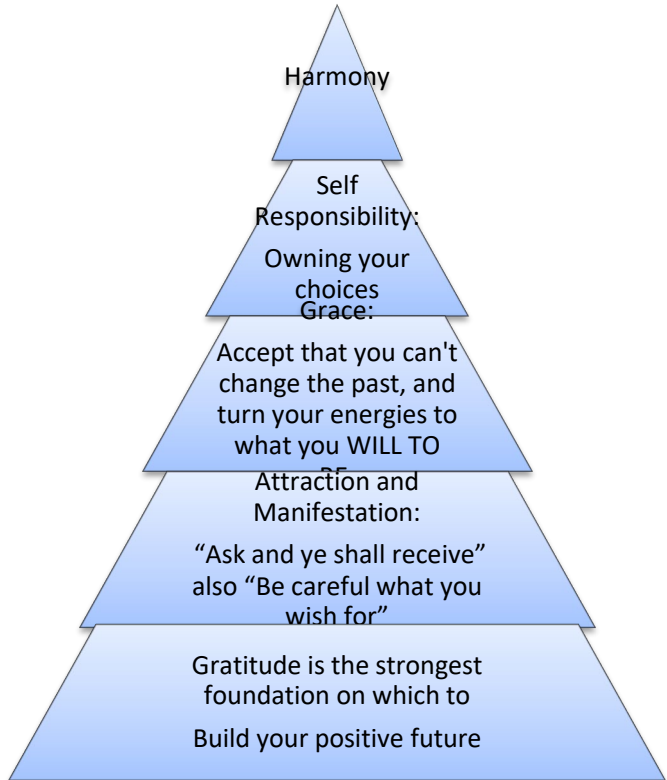 Harmony
Self
Responsibility:
Owning your
choices
Grace:
Accept that you can't
change the past, and
turn your energies to
what you WILL TO
BE
Attraction and
Manifestation:
“Ask and ye shall receive”
also “Be careful what you
wish for”
Gratitude is the strongest
foundation on which to
Build your positive future